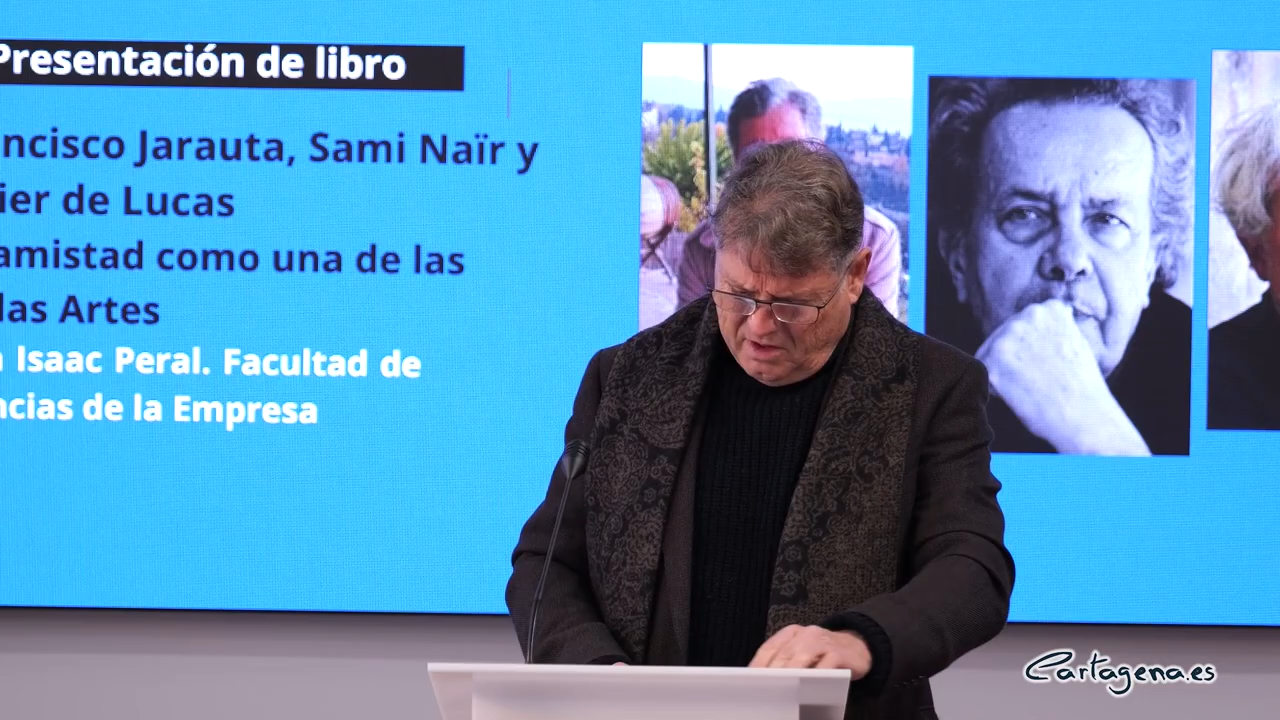 Presentación de libro
ncisco Jarauta, Sami Naïr y
ier de Lucas
amistad como una de las
las Artes
Isaac Peral. Facultad de
ncias de la Empresa
Cartagena.es